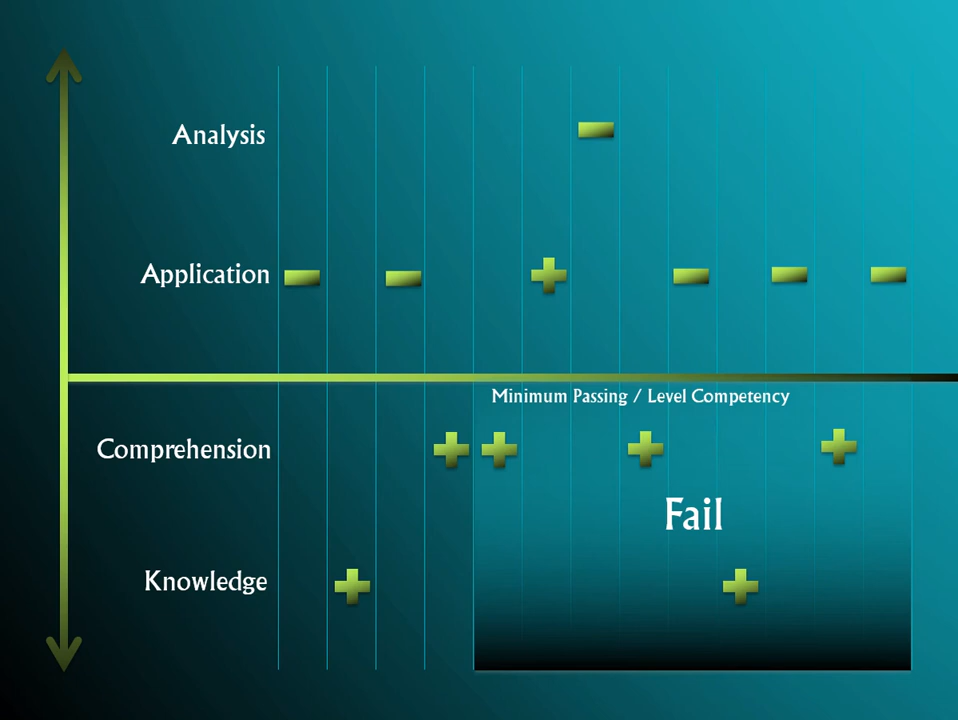 Analysis
Application
Minimum Passing / Level Competency
Comprehension
Fail
Knowledge